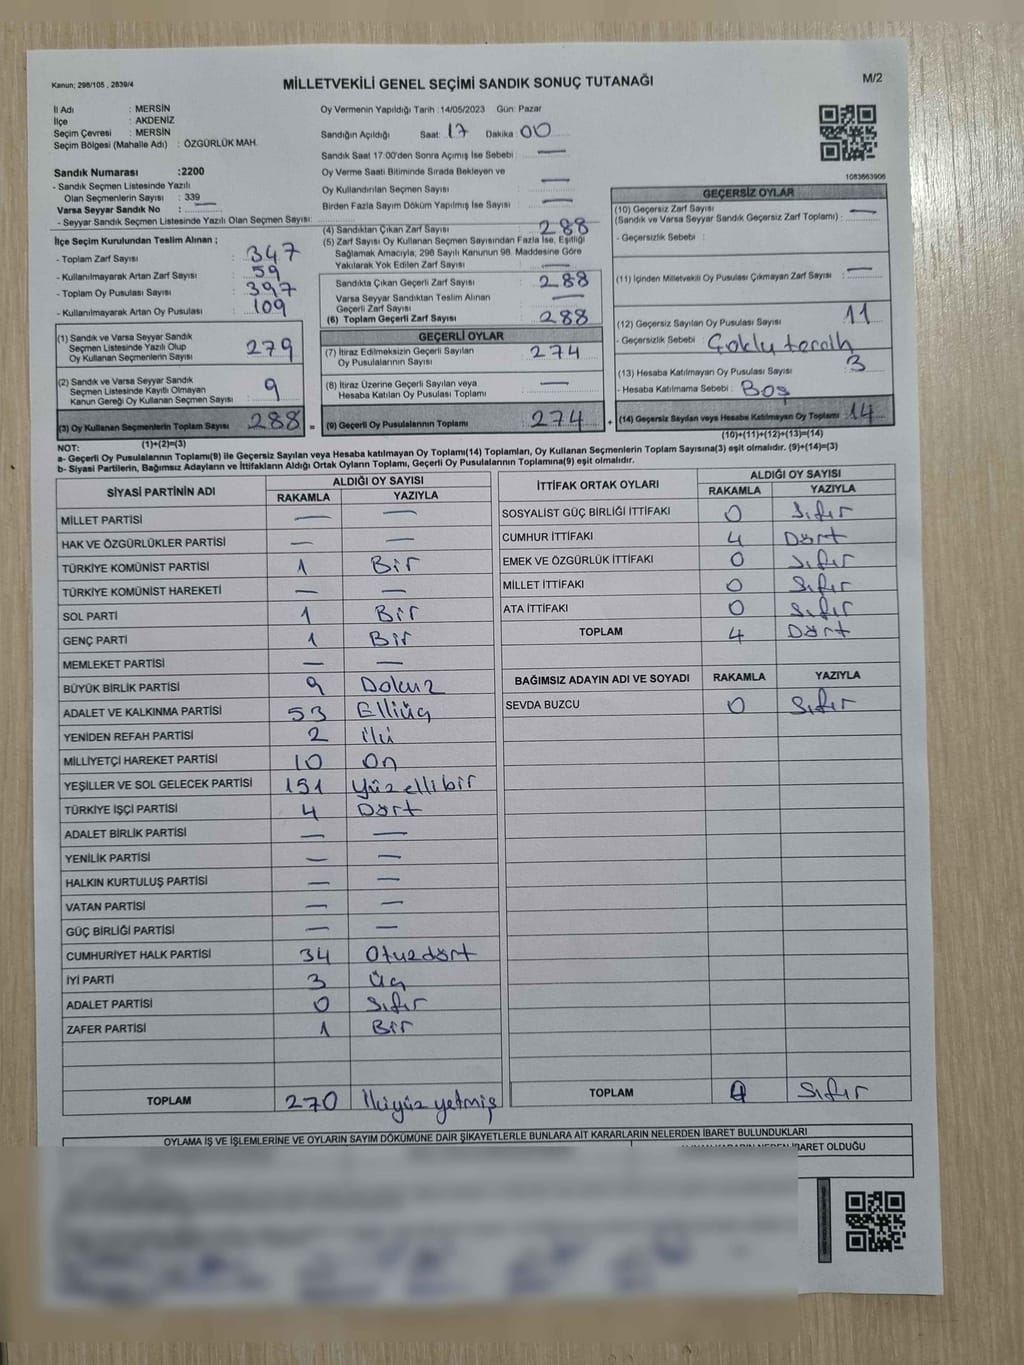 Kanun; 298/105 , 2839/4
MİLLETVEKİLİ GENEL SEÇİMİ SANDIK SONUÇ TUTANAĞI
M/2
İl Adı : MERSİN
İlçe : AKDENİZ
Seçim Çevresi : MERSİN
Seçim Bölgesi (Mahalle Adı) : ÖZGÜRLÜK MAH.
Sandık Numarası :2200
- Sandık Seçmen Listesinde Yazılı
Olan Seçmenlerin Sayısı : 339
Varsa Seyyar Sandık No :
- Seyyar Sandık Seçmen Listesinde Yazılı Olan Seçmen Sayısı:
İlçe Seçim Kurulundan Teslim Alınan ;
- Toplam Zarf Sayısı : 347
- Kullanılmayarak Artan Zarf Sayısı : 59
- Toplam Oy Pusulası Sayısı : 397
- Kullanılmayarak Artan Oy Pusulası : 109
(1) Sandık ve Varsa Seyyar Sandık
Seçmen Listesinde Yazılı Olup
Oy Kullanan Seçmenlerin Sayısı 279
(2) Sandık ve Varsa Seyyar Sandık
Seçmen Listesinde Kayıtlı Olmayan
Kanun Gereği Oy Kullanan Seçmen Sayısı 9
(3) Oy Kullanan Seçmenlerin Toplam Sayısı 288 =
(1)+(2)=(3)
Oy Vermenin Yapıldığı Tarih :14/05/2023 Gün: Pazar
Sandığın Açıldığı Saat: 17 Dakika : 00
Sandık Saat 17:00'den Sonra Açımış İse Sebebi : —
Oy Verme Saati Bitiminde Sırada Bekleyen ve
Oy Kullandırılan Seçmen Sayısı : —
Birden Fazla Sayım Döküm Yapılmış İse Sayısı : —
(4) Sandıktan Çıkan Zarf Sayısı : 288
(5) Zarf Sayısı Oy Kullanan Seçmen Sayısından Fazla İse, Eşitliği
Sağlamak Amacıyla; 298 Sayılı Kanunun 98. Maddesine Göre
Yakılarak Yok Edilen Zarf Sayısı : —
Sandıkta Çıkan Geçerli Zarf Sayısı : 288
Varsa Seyyar Sandıktan Teslim Alınan
Geçerli Zarf Sayısı : —
(6) Toplam Geçerli Zarf Sayısı : 288
GEÇERLİ OYLAR
(7) İtiraz Edilmeksizin Geçerli Sayılan
Oy Pusulalarının Sayısı : 274
(8) İtiraz Üzerine Geçerli Sayılan veya
Hesaba Katılan Oy Pusulası Toplamı : —
(9) Geçerli Oy Pusulalarının Toplamı : 274 +
1083663906
GEÇERSİZ OYLAR
(10) Geçersiz Zarf Sayısı
(Sandık ve Varsa Seyyar Sandık Geçersiz Zarf Toplamı) : —
- Geçersizlik Sebebi :
(11) İçinden Milletvekili Oy Pusulası Çıkmayan Zarf Sayısı : —
(12) Geçersiz Sayılan Oy Pusulası Sayısı : 11
- Geçersizlik Sebebi : Çoklu tercih
(13) Hesaba Katılmayan Oy Pusulası Sayısı : 3
- Hesaba Katılmama Sebebi : Boş
(14) Geçersiz Sayılan veya Hesaba Katılmayan Oy Toplamı : 14
(10)+(11)+(12)+(13)=(14)
NOT:
a- Geçerli Oy Pusulalarının Toplamı(9) ile Geçersiz Sayılan veya Hesaba katılmayan Oy Toplamı(14) Toplamları, Oy Kullanan Seçmenlerin Toplam Sayısına(3) eşit olmalıdır. (9)+(14)=(3)
b- Siyasi Partilerin, Bağımsız Adayların ve İttifakların Aldığı Ortak Oyların Toplamı, Geçerli Oy Pusulalarının Toplamına(9) eşit olmalıdır.
SİYASİ PARTİNİN ADI ALDIĞI OY SAYISI
RAKAMLA YAZIYLA
MİLLET PARTİSİ — —
HAK VE ÖZGÜRLÜKLER PARTİSİ — —
TÜRKİYE KOMÜNİST PARTİSİ 1 Bir
TÜRKİYE KOMÜNİST HAREKETİ — —
SOL PARTİ 1 Bir
GENÇ PARTİ 1 Bir
MEMLEKET PARTİSİ — —
BÜYÜK BİRLİK PARTİSİ 9 Dokuz
ADALET VE KALKINMA PARTİSİ 53 Elliüç
YENİDEN REFAH PARTİSİ 2 İki
MİLLİYETÇİ HAREKET PARTİSİ 10 On
YEŞİLLER VE SOL GELECEK PARTİSİ 151 Yüzellibir
TÜRKİYE İŞÇİ PARTİSİ 4 Dört
ADALET BİRLİK PARTİSİ — —
YENİLİK PARTİSİ — —
HALKIN KURTULUŞ PARTİSİ — —
VATAN PARTİSİ — —
GÜÇ BİRLİĞİ PARTİSİ — —
CUMHURİYET HALK PARTİSİ 34 Otuzdört
İYİ PARTİ 3 Üç
ADALET PARTİSİ 0 Sıfır
ZAFER PARTİSİ 1 Bir
TOPLAM 270 İkiyüz yetmiş
İTTİFAK ORTAK OYLARI ALDIĞI OY SAYISI
RAKAMLA YAZIYLA
SOSYALİST GÜÇ BİRLİĞİ İTTİFAKI 0 Sıfır
CUMHUR İTTİFAKI 4 Dört
EMEK VE ÖZGÜRLÜK İTTİFAKI 0 Sıfır
MİLLET İTTİFAKI 0 Sıfır
ATA İTTİFAKI 0 Sıfır
TOPLAM 4 Dört
BAĞIMSIZ ADAYIN ADI VE SOYADI RAKAMLA YAZIYLA
SEVDA BUZCU 0 Sıfır
TOPLAM Sıfır
OYLAMA İŞ VE İŞLEMLERİNE VE OYLARIN SAYIM DÖKÜMÜNE DAİR ŞİKAYETLERLE BUNLARA AİT KARARLARIN NELERDEN İBARET BULUNDUKLARI
İBARET OLDUĞU